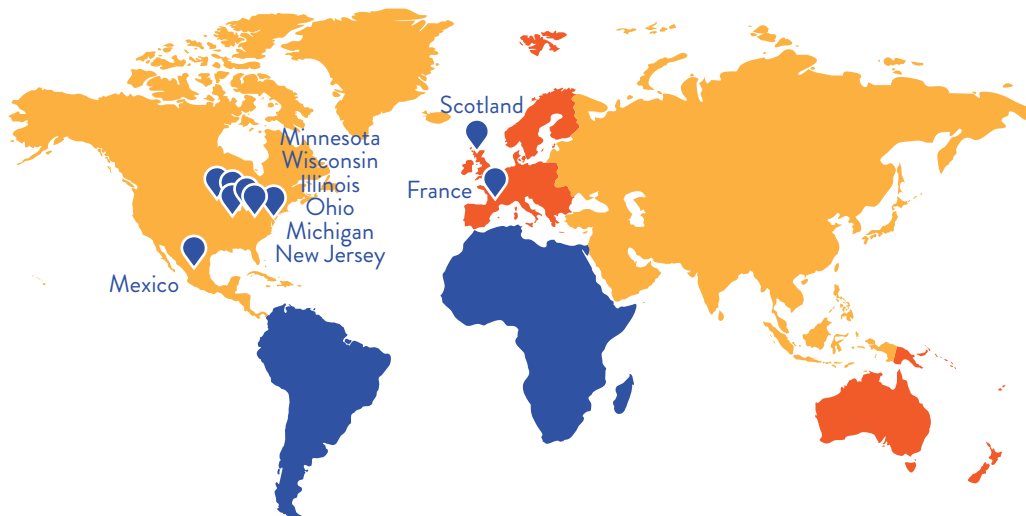 Scotland
Minnesota
Wisconsin
Illinois
Ohio
Michigan
New Jersey
France
Mexico